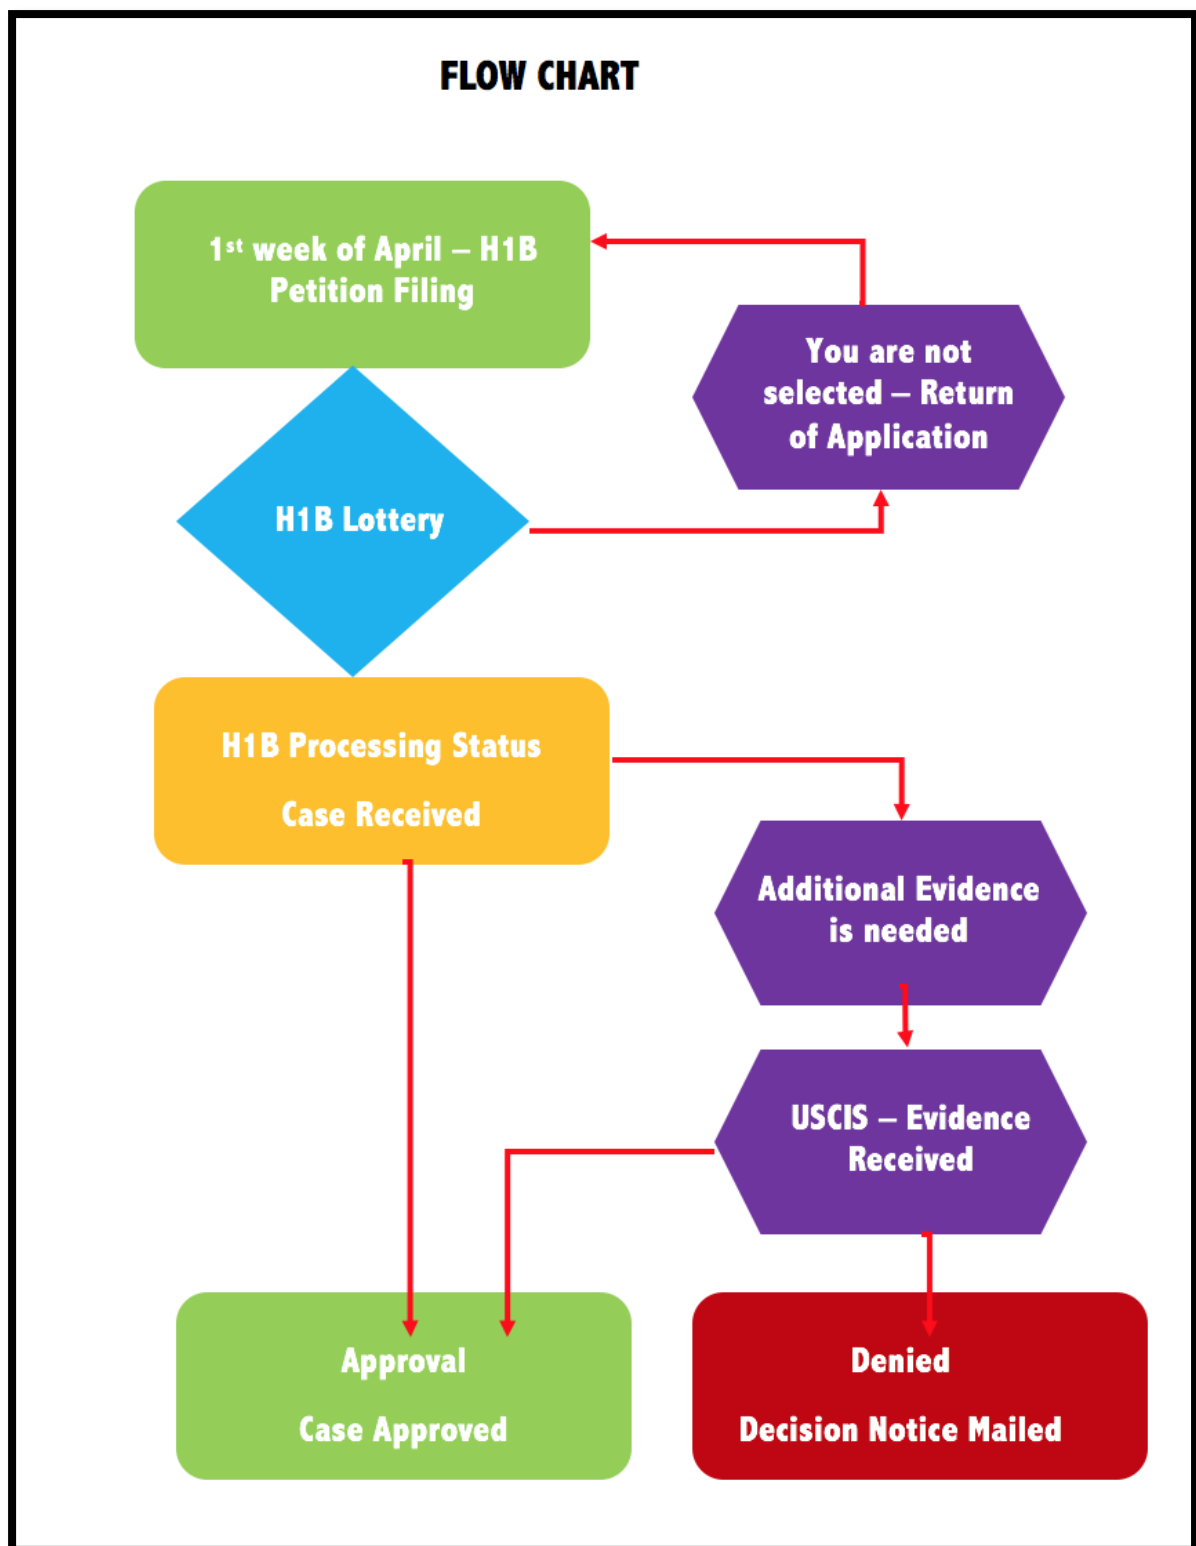 FLOW CHART
1st week of April – H1B
Petition Filing
You are not
selected – Return
of Application
H1B Lottery
H1B Processing Status
Case Received
Additional Evidence
is needed
USCIS – Evidence
Received
Approval
Case Approved
Denied
Decision Notice Mailed